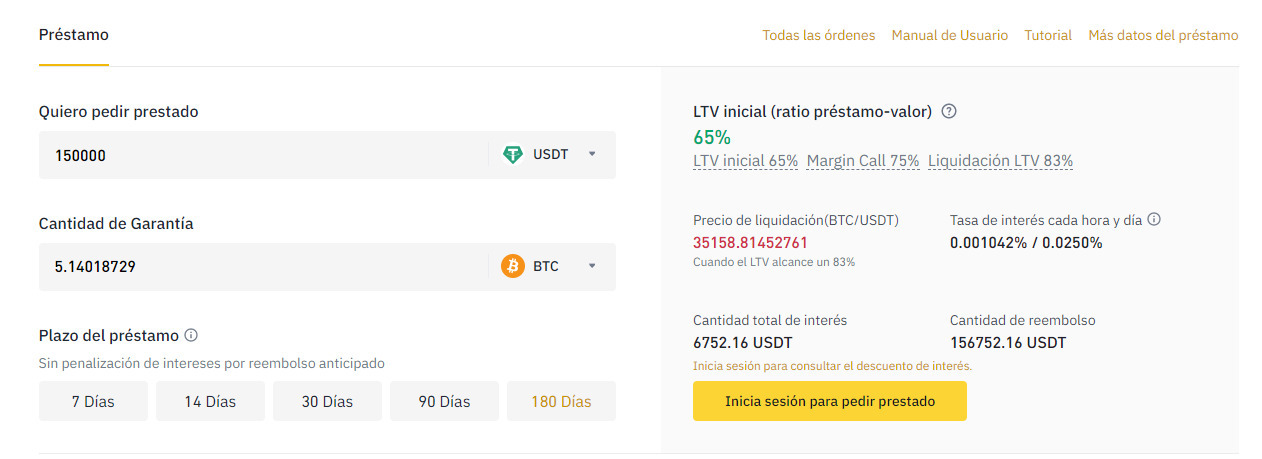 Préstamo
Todas las órdenes Manual de Usuario Tutorial Más datos del préstamo
Quiero pedir prestado
150000 USDT
Cantidad de Garantía
5.14018729 BTC
Plazo del préstamo
Sin penalización de intereses por reembolso anticipado
7 Días 14 Días 30 Días 90 Días 180 Días
LTV inicial (ratio préstamo-valor)
65%
LTV inicial 65% Margin Call 75% Liquidación LTV 83%
Precio de liquidación(BTC/USDT) Tasa de interés cada hora y día
35158.81452761 0.001042% / 0.0250%
Cuando el LTV alcance un 83%
Cantidad total de interés Cantidad de reembolso
6752.16 USDT 156752.16 USDT
Inicia sesión para consultar el descuento de interés.
Inicia sesión para pedir prestado